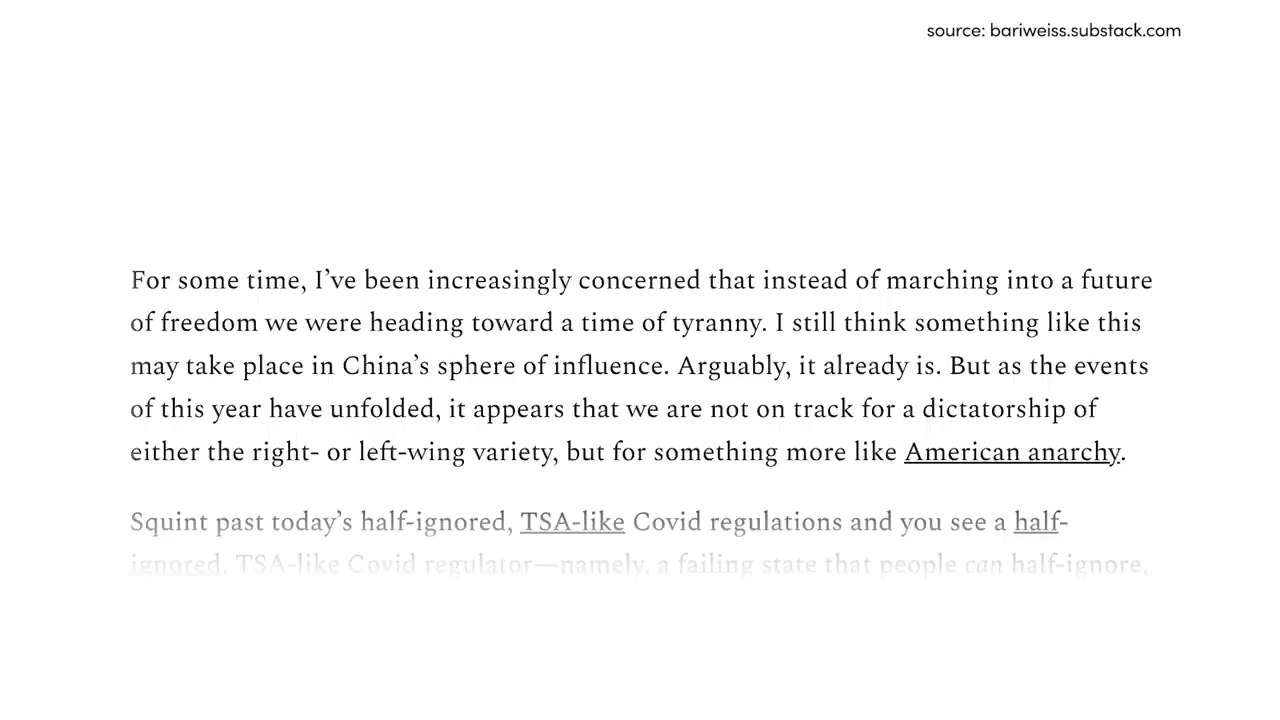 source: bariweiss.substack.com
For some time, I’ve been increasingly concerned that instead of marching into a future
of freedom we were heading toward a time of tyranny. I still think something like this
may take place in China’s sphere of influence. Arguably, it already is. But as the events
of this year have unfolded, it appears that we are not on track for a dictatorship of
either the right- or left-wing variety, but for something more like American anarchy.
Squint past today’s half-ignored, TSA-like Covid regulations and you see a half-
ignored, TSA-like Covid regulator—namely, a failing state that people can half-ignore,